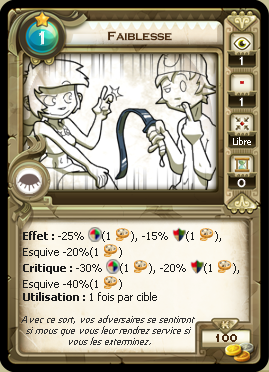 1
Faiblesse
1
1
Libre
0
Effet : -25% (1 ), -15% (1 ),
Esquive -20%(1 )
Critique : -30% (1 ), -20% (1 ),
Esquive -40%(1 )
Utilisation : 1 fois par cible
Avec ce sort, vos adversaires se sentiront
si mous que vous leur rendrez service si
vous les exterminez.
K
100